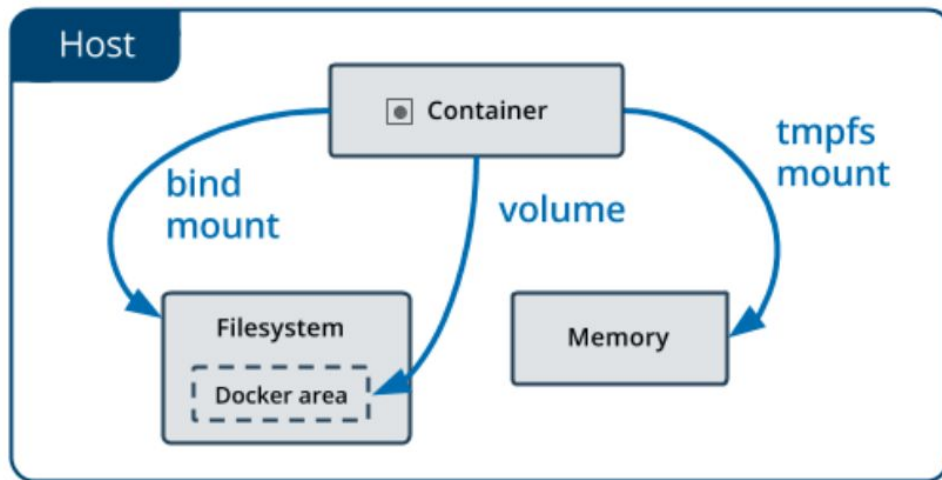 Host
Container
bind
mount
volume
tmpfs
mount
Filesystem
Docker area
Memory